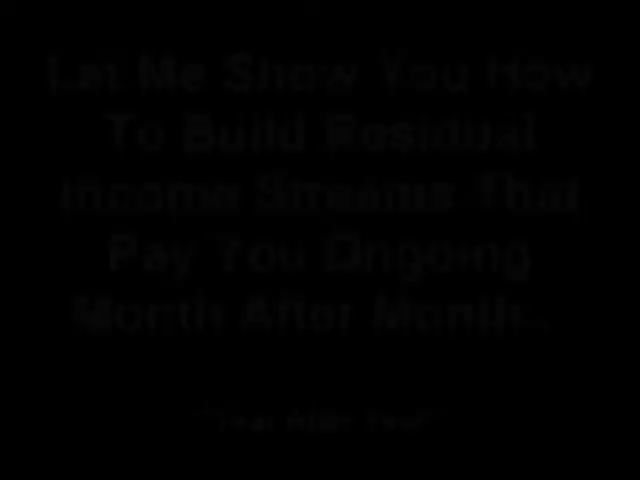 Let Me Show You How
To Build Residual
Income Streams That
Pay You Ongoing
Month After Month...
"Year After Year"